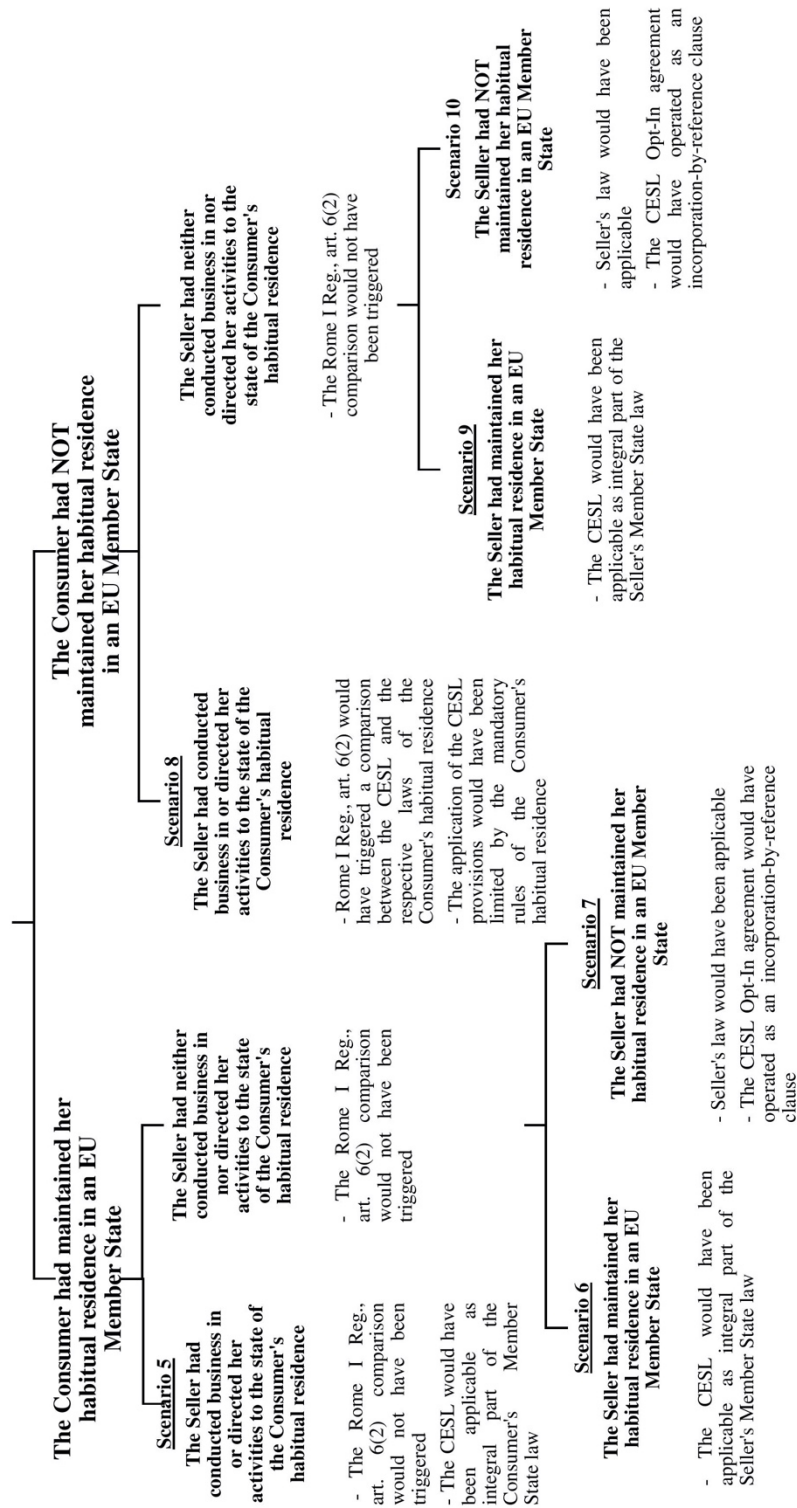 The Consumer had maintained her
habitual residence in an EU
Member State
Scenario 5
The Seller had
conducted business in
or directed her
activities to the state of
the Consumer's
habitual residence
- The Rome I Reg.,
art. 6(2) comparison
would not have been
triggered
- The CESL would have
been applicable as
integral part of the
Consumer's Member
State law
The Seller had neither
conducted business in
nor directed her
activities to the state
of the Consumer's
habitual residence
- The Rome I Reg.,
art. 6(2) comparison
would not have been
triggered
Scenario 6
The Seller had maintained her
habitual residence in an EU
Member State
- The CESL would have been
applicable as integral part of the
Seller's Member State law
Scenario 7
The Seller had NOT maintained her
habitual residence in an EU Member
State
- Seller's law would have been applicable
- The CESL Opt-In agreement would have
operated as an incorporation-by-reference
clause
The Consumer had NOT
maintained her habitual residence
in an EU Member State
Scenario 8
The Seller had conducted
business in or directed her
activities to the state of the
Consumer's habitual
residence
- Rome I Reg., art. 6(2) would
have triggered a comparison
between the CESL and the
respective laws of the
Consumer's habitual residence
- The application of the CESL
provisions would have been
limited by the mandatory
rules of the Consumer's
habitual residence
The Seller had neither
conducted business in nor
directed her activities to the
state of the Consumer's
habitual residence
- The Rome I Reg., art. 6(2)
comparison would not have
been triggered
Scenario 9
The Seller had maintained her
habitual residence in an EU
Member State
- The CESL would have been
applicable as integral part of the
Seller's Member State law
Scenario 10
The Selller had NOT
maintained her habitual
residence in an EU Member
State
- Seller's law would have been
applicable
- The CESL Opt-In agreement
would have operated as an
incorporation-by-reference clause